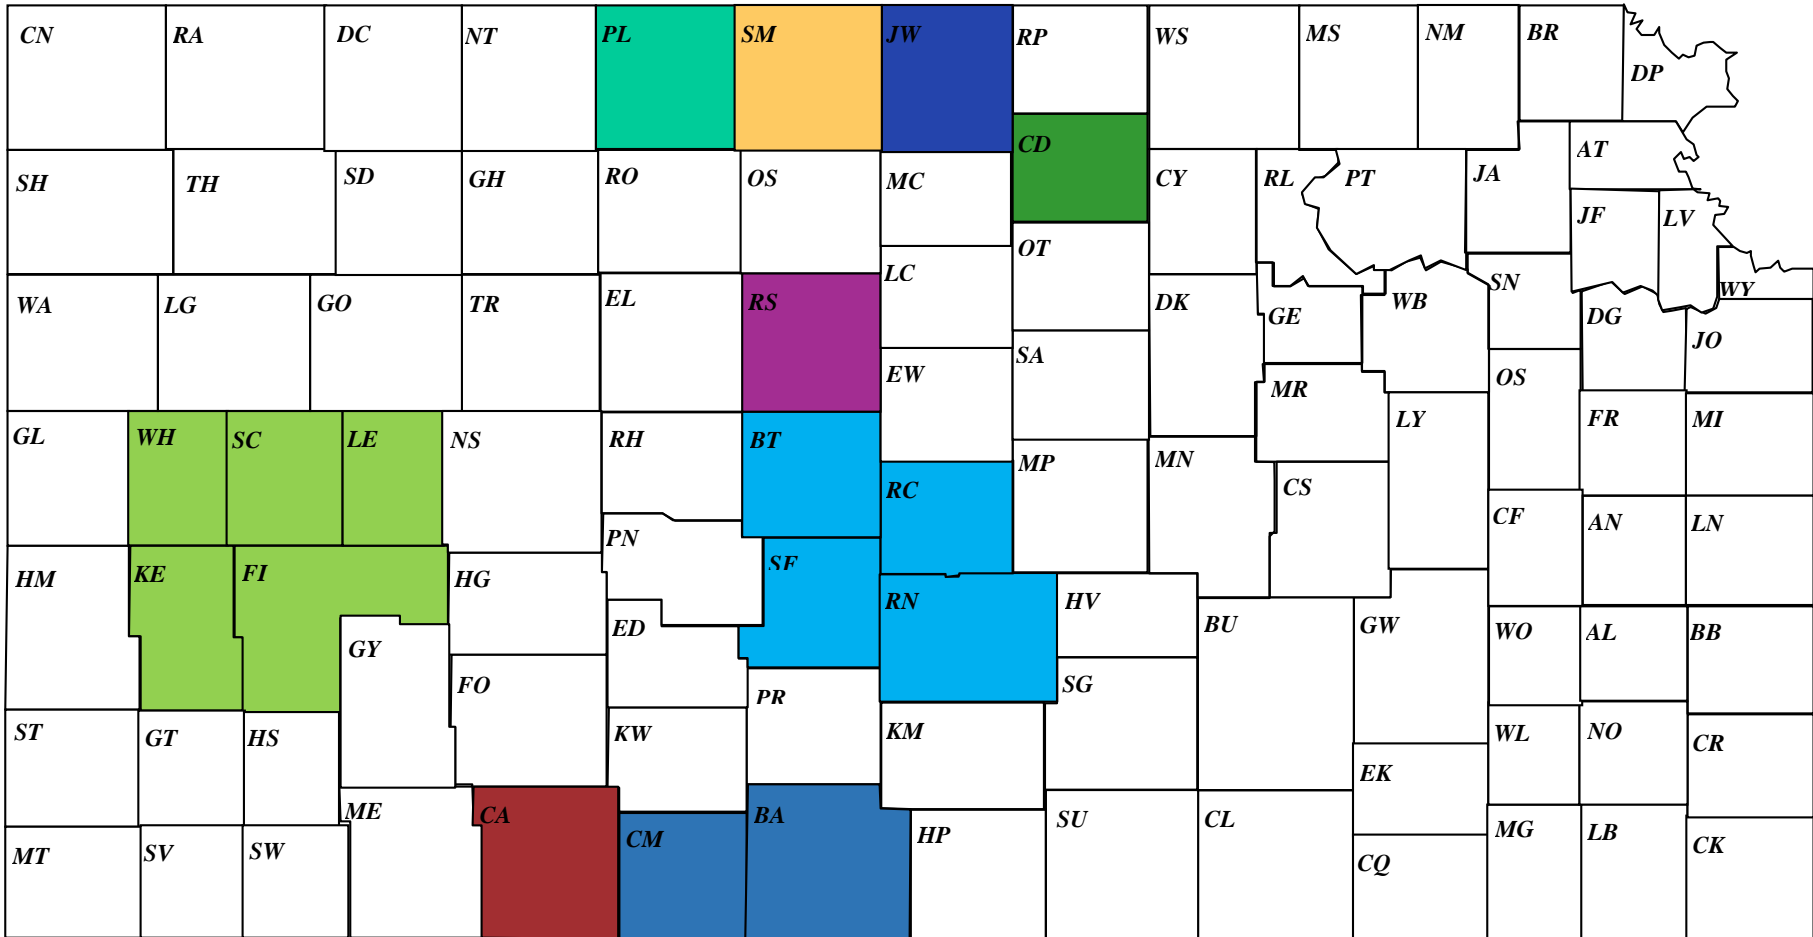 CN RA DC NT PL SM JW RP WS MS NM BR
DP
CD
SH TH SD GH RO OS MC CY RL PT JA AT
JF LV
OT
WA LG GO TR EL RS LC DK GE WB SN DG WY
SA JO
EW MR OS
GL WH SC LE NS RH BT LY FR MI
RC MP MN CS
CF AN LN
HM KE FI HG PN SF
RN HV
ED BU GW WO AL BB
GY
FO PR SG
ST GT HS KW KM WL NO CR
EK
ME CA CM BA HP SU CL MG LB CK
MT SV SW CQ